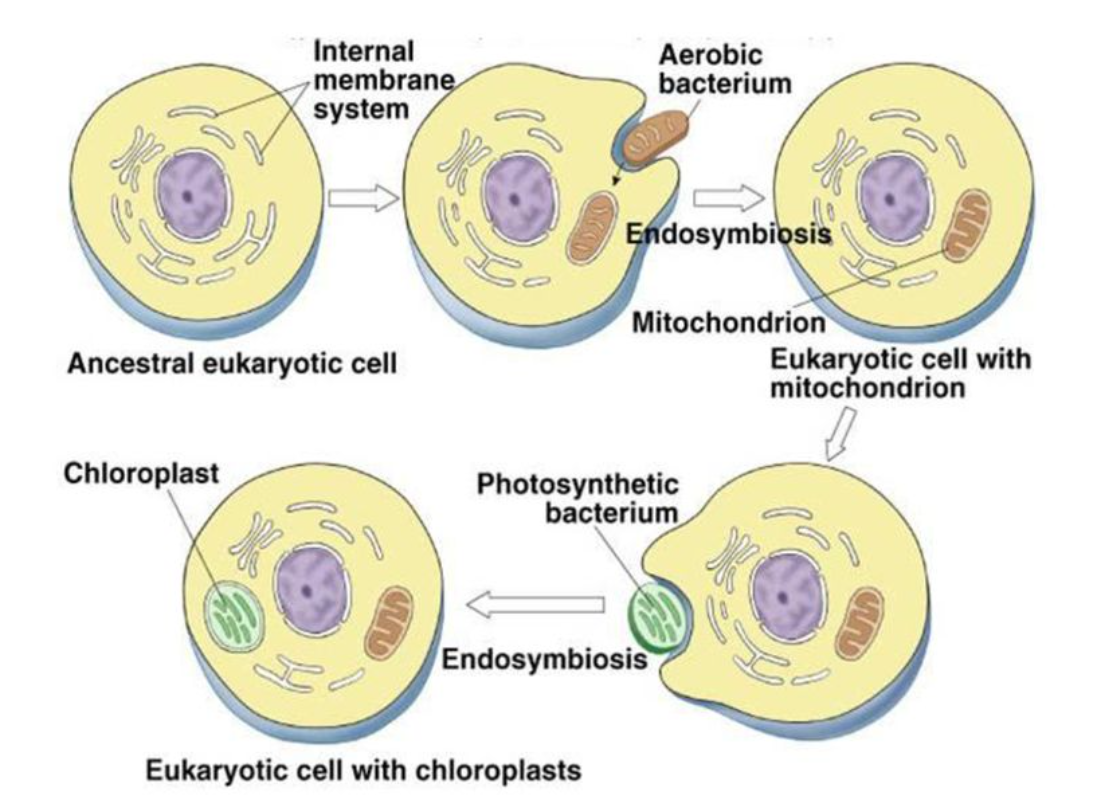 Internal
membrane
system
Aerobic
bacterium
Endosymbiosis
Mitochondrion
Ancestral eukaryotic cell
Eukaryotic cell with
mitochondrion
Chloroplast
Photosynthetic
bacterium
Endosymbiosis
Eukaryotic cell with chloroplasts